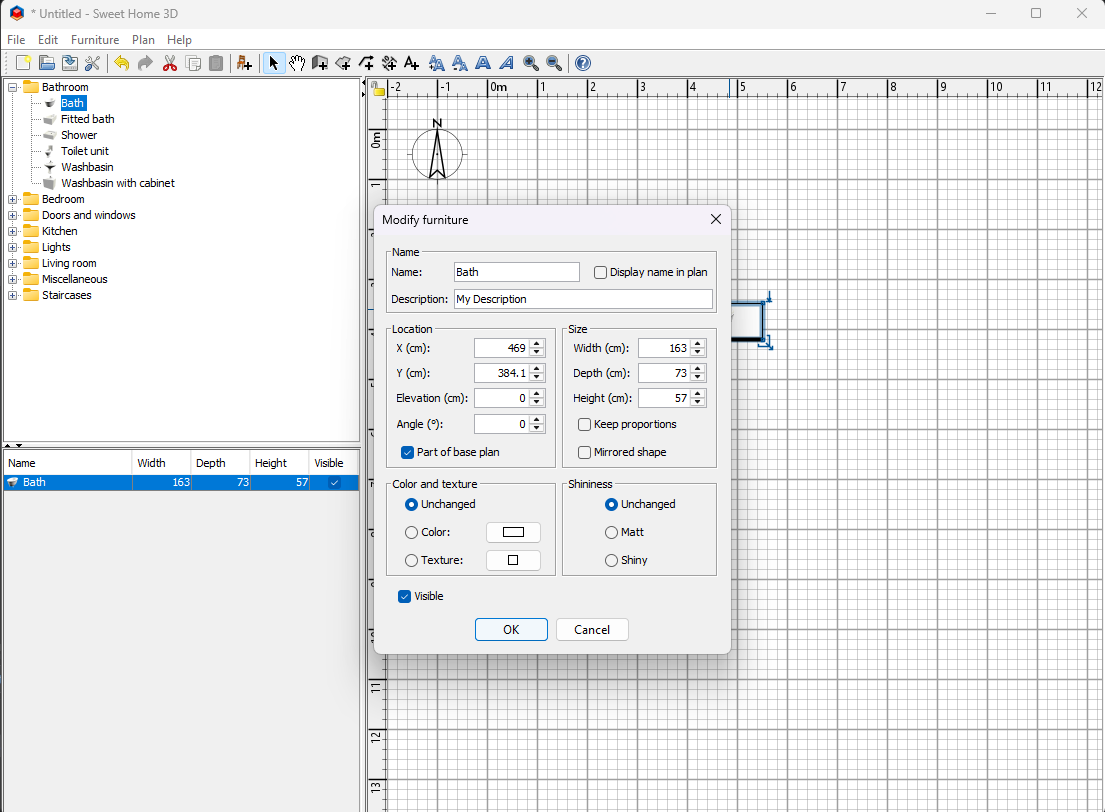 * Untitled - Sweet Home 3D
File Edit Furniture Plan Help
Bathroom
Bath
Fitted bath
Shower
Toilet unit
Washbasin
Washbasin with cabinet
Bedroom
Doors and windows
Kitchen
Lights
Living room
Miscellaneous
Staircases
Name Width Depth Height Visible
Bath 163 73 57
-2 -1 0m 1 2 3 4 5 6 7 8 9 10 11 12
0m
1
11
12
13
N
Modify furniture
Name
Name: Bath Display name in plan
Description: My Description
Location
X (cm): 469
Y (cm): 384.1
Elevation (cm): 0
Angle (º): 0
Part of base plan
Size
Width (cm): 163
Depth (cm): 73
Height (cm): 57
Keep proportions
Mirrored shape
Color and texture
Unchanged
Color:
Texture:
Shininess
Unchanged
Matt
Shiny
Visible
OK Cancel